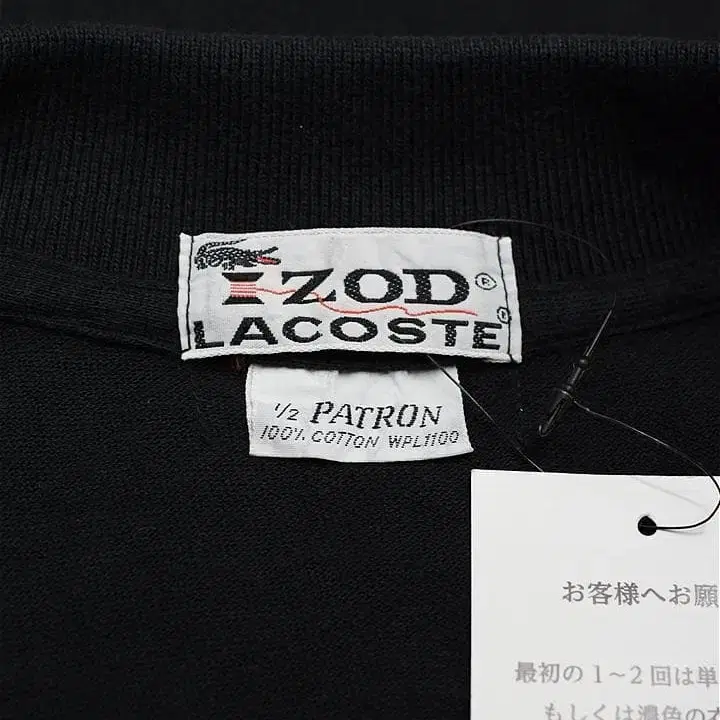 IZOD®
LACOSTE®
1/2 PATRON
100% COTTON WPL1100
お客様へお願
最初の1~2回は単
もしくは濃色の